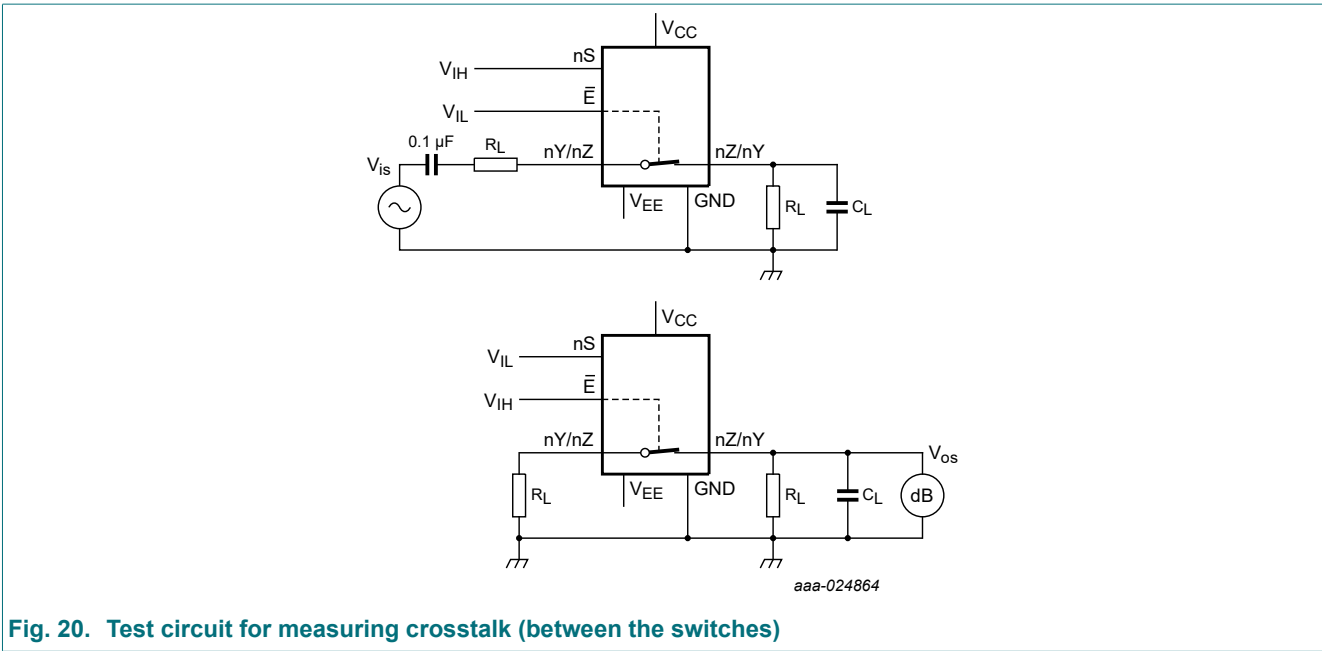 V_CC
nS
V_IH
Ē
V_IL
0.1 μF
R_L
nY/nZ
nZ/nY
V_is
V_EE
GND
R_L
C_L
V_CC
nS
V_IL
Ē
V_IH
nY/nZ
nZ/nY
V_os
R_L
V_EE
GND
R_L
C_L
dB
aaa-024864
Fig. 20. Test circuit for measuring crosstalk (between the switches)